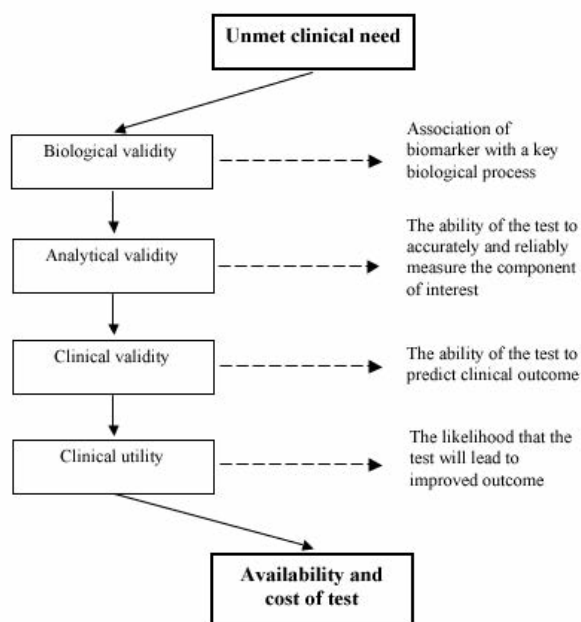 Unmet clinical need
Biological validity
Association of
biomarker with a key
biological process
Analytical validity
The ability of the test to
accurately and reliably
measure the component
of interest
Clinical validity
The ability of the test to
predict clinical outcome
Clinical utility
The likelihood that the
test will lead to
improved outcome
Availability and
cost of test